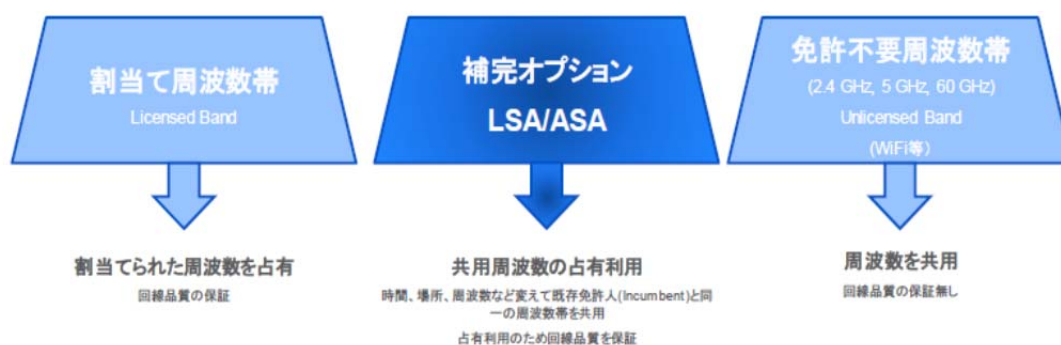 割当て周波数帯
Licensed Band
割当てられた周波数を占有
回線品質の保証
補完オプション
LSA/ASA
共用周波数の占有利用
時間、場所、周波数など変えて既存免許人(Incumbent)と同
一の周波数帯を共用
占有利用のため回線品質を保証
免許不要周波数帯
(2.4 GHz, 5 GHz, 60 GHz)
Unlicensed Band
(WiFi等)
周波数を共用
回線品質の保証無し